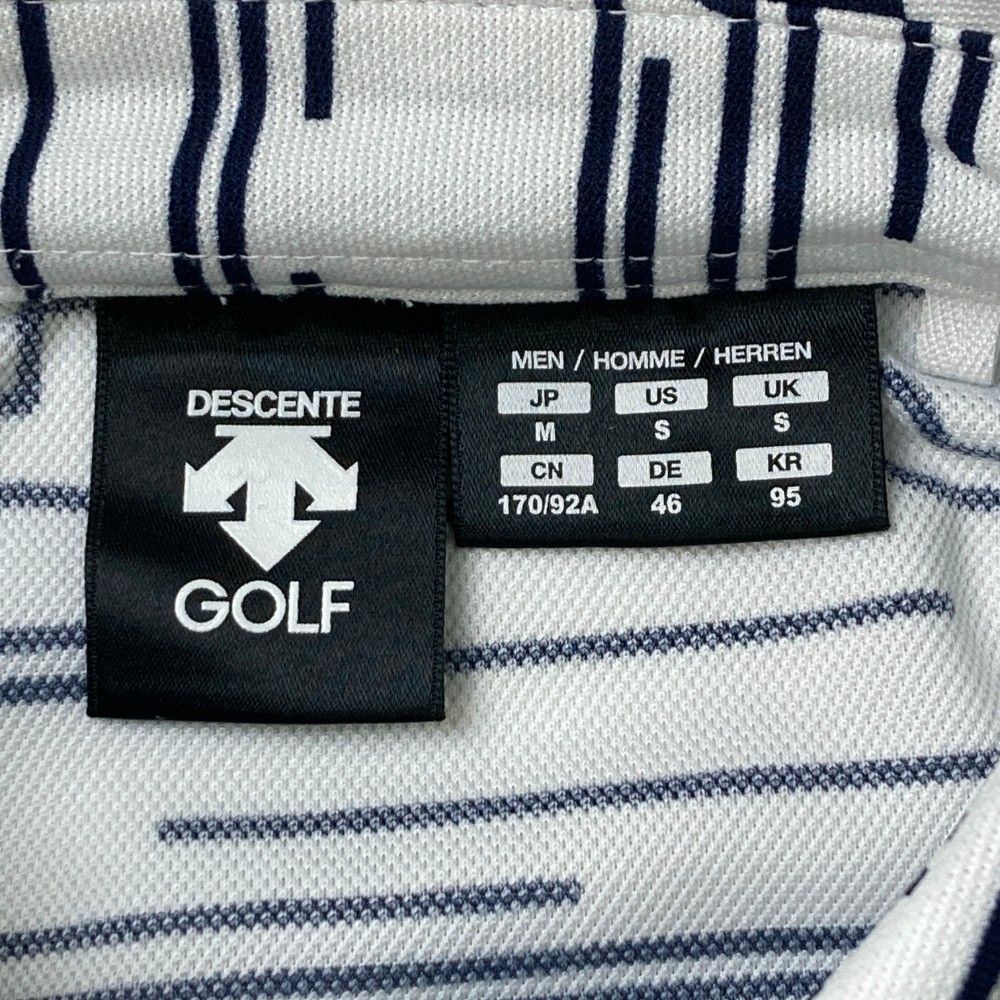 DESCENTE
GOLF
MEN / HOMME / HERREN
JP US UK
M S S
CN DE KR
170/92A 46 95